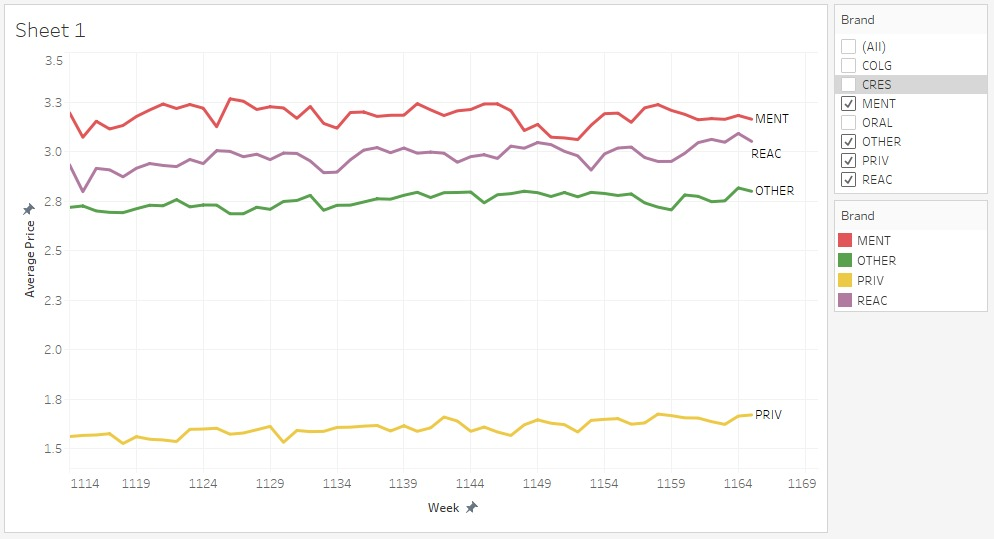 Sheet 1
3.5
3.3
3.0
2.8
2.5
2.3
2.0
1.8
1.5
Average Price
MENT
REAC
OTHER
PRIV
1114 1119 1124 1129 1134 1139 1144 1149 1154 1159 1164 1169
Week
Brand
(All)
COLG
CRES
MENT
ORAL
OTHER
PRIV
REAC
Brand
MENT
OTHER
PRIV
REAC